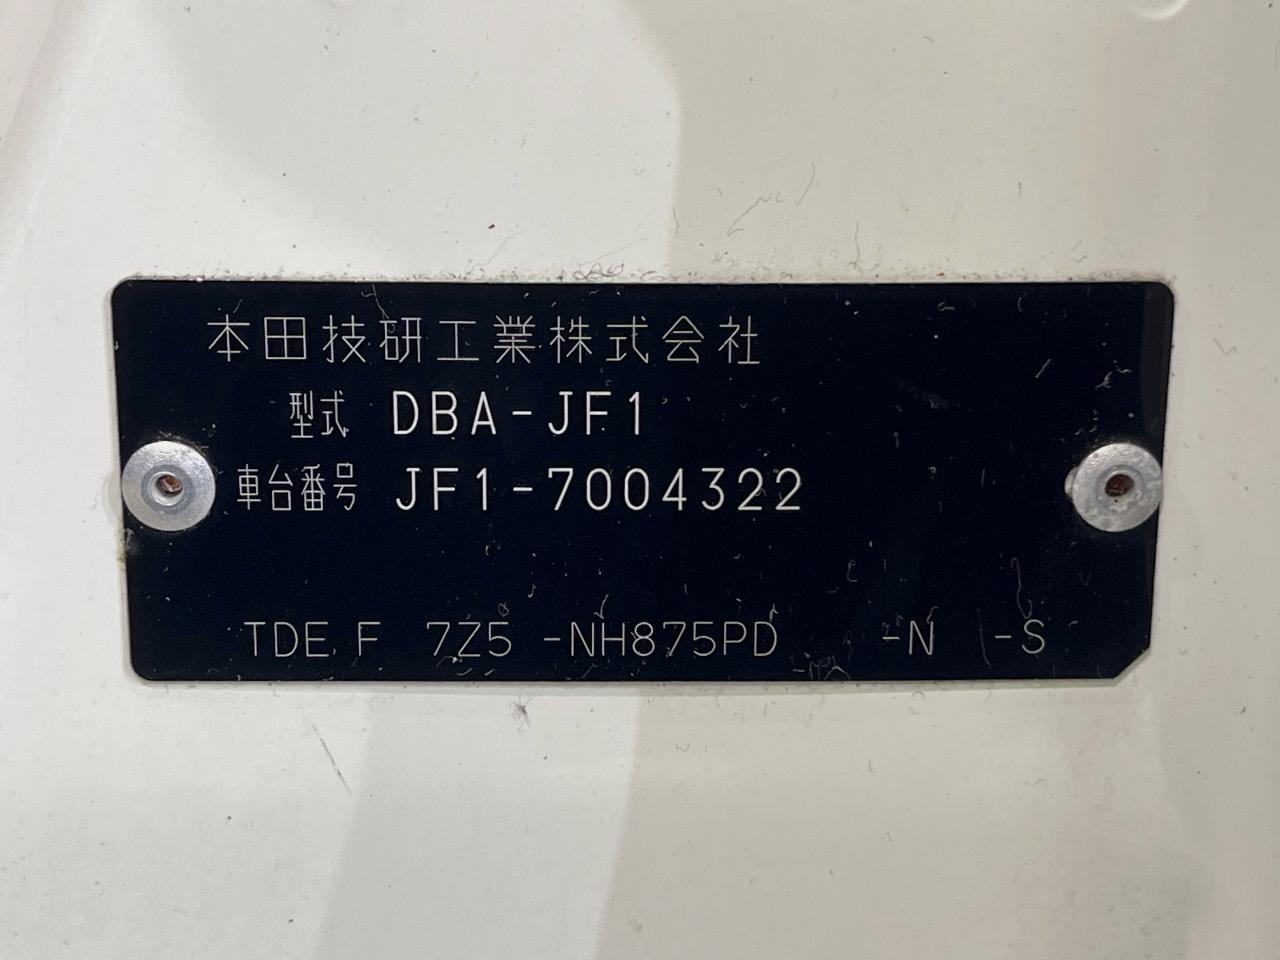 本田技研工業株式会社
型式 DBA-JF1
車台番号 JF1-7004322
TDE F 7Z5 -NH875PD -N -S